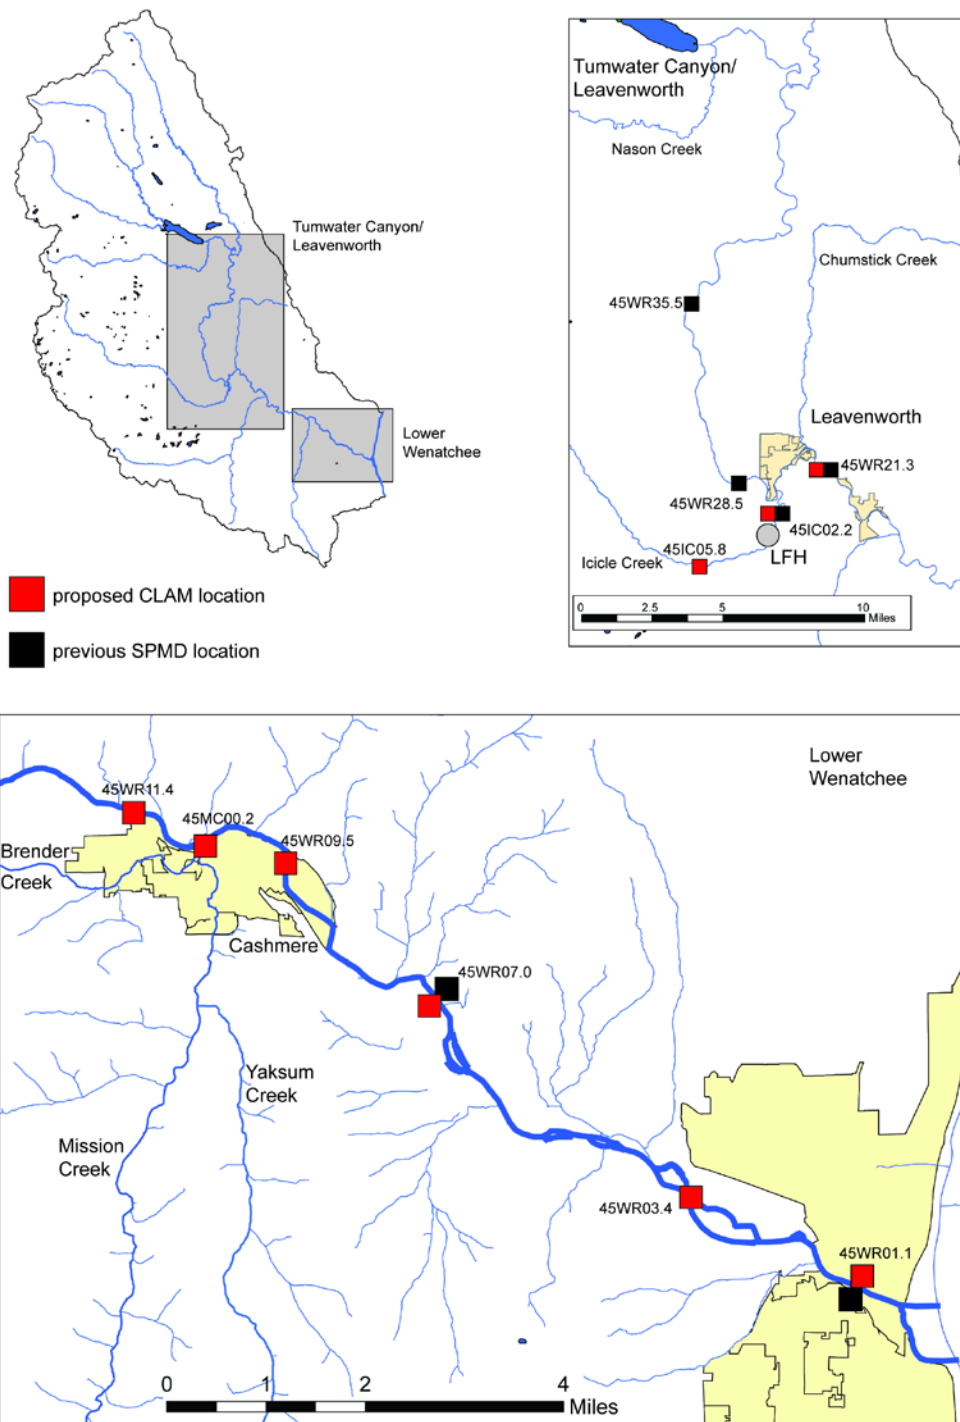 Tumwater Canyon/
Leavenworth
Lower
Wenatchee
proposed CLAM location
previous SPMD location
Tumwater Canyon/
Leavenworth
Nason Creek
Chumstick Creek
45WR35.5
Leavenworth
45WR21.3
45WR28.5
45IC02.2
45IC05.8
LFH
Icicle Creek
0 2.5 5 10
Miles
Lower
Wenatchee
45WR11.4
45MC00.2
45WR09.5
Brender
Creek
Cashmere
45WR07.0
Yaksum
Creek
Mission
Creek
45WR03.4
45WR01.1
0 1 2 4
Miles